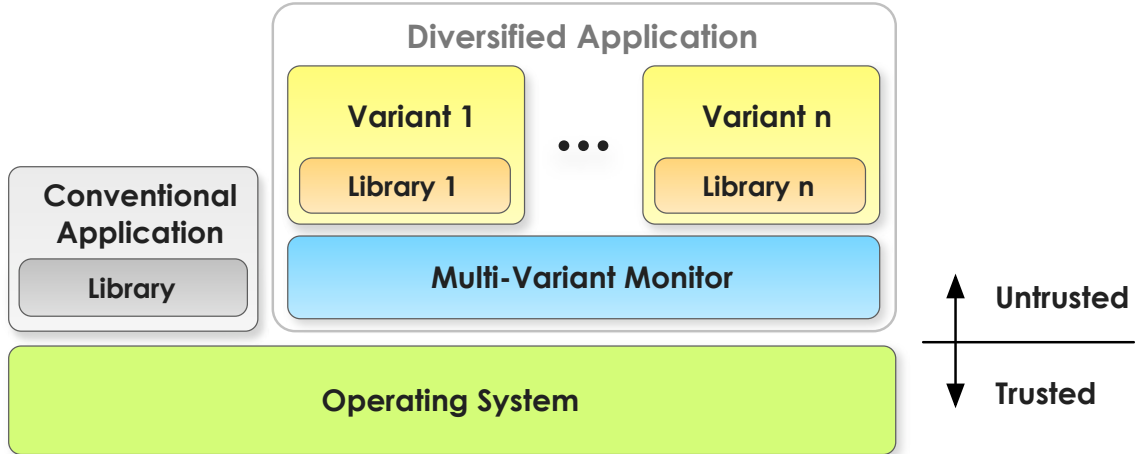 Diversified Application
Variant 1
Variant n
Library 1
Library n
Conventional
Application
Library
Multi-Variant Monitor
Untrusted
Trusted
Operating System